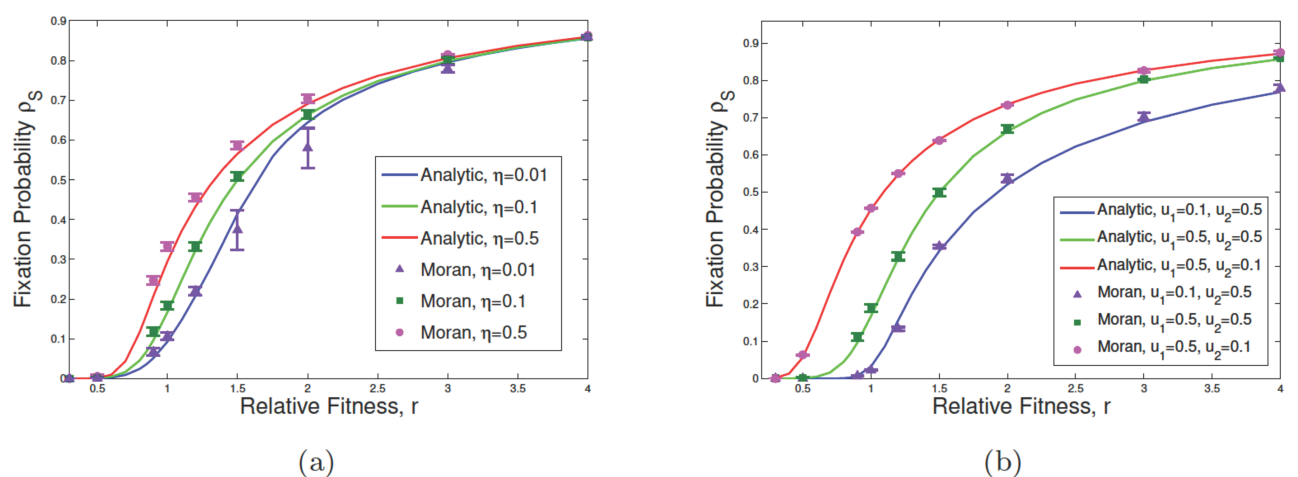 0.9
0.8
0.7
0.6
0.5
0.4
0.3
0.2
0.1
0
Fixation Probability ρS
0.5
1
1.5
2
2.5
3
3.5
4
Relative Fitness, r
Analytic, η=0.01
Analytic, η=0.1
Analytic, η=0.5
Moran, η=0.01
Moran, η=0.1
Moran, η=0.5
(a)
0.9
0.8
0.7
0.6
0.5
0.4
0.3
0.2
0.1
0
Fixation Probability ρS
0.5
1
1.5
2
2.5
3
3.5
4
Relative Fitness, r
Analytic, u1=0.1, u2=0.5
Analytic, u1=0.5, u2=0.5
Analytic, u1=0.5, u2=0.1
Moran, u1=0.1, u2=0.5
Moran, u1=0.5, u2=0.5
Moran, u1=0.5, u2=0.1
(b)